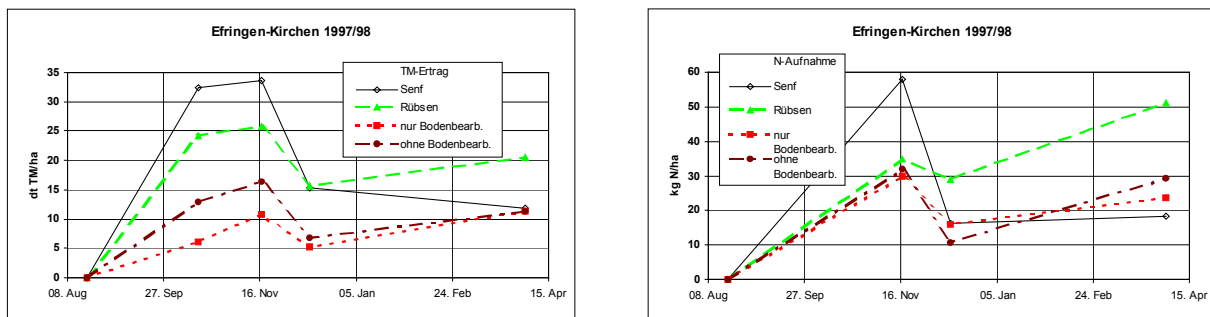 Efringen-Kirchen 1997/98
35
30
25
20
15
10
5
0
dt TM/ha
08. Aug
27. Sep
16. Nov
05. Jan
24. Feb
15. Apr
TM-Ertrag
Senf
Rübsen
nur Bodenbearb.
ohne Bodenbearb.
Efringen-Kirchen 1997/98
60
50
40
30
20
10
0
kg N/ha
08. Aug
27. Sep
16. Nov
05. Jan
24. Feb
15. Apr
N-Aufnahme
Senf
Rübsen
nur
Bodenbearb.
ohne
Bodenbearb.